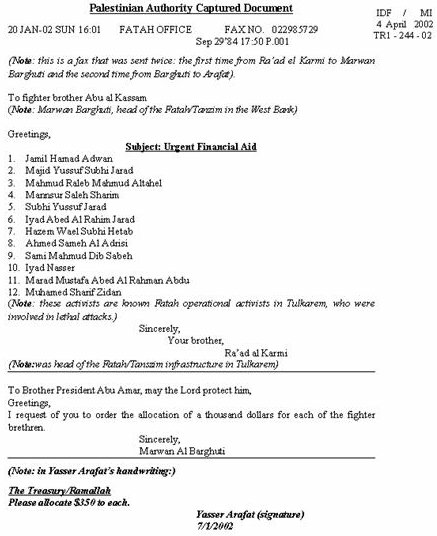 Palestinian Authority Captured Document
IDF / MI
4 April 2002
TR1 - 244 - 02
20 JAN-02 SUN 16:01 FATAH OFFICE FAX NO. 022985729
Sep 29'84 17:50 P.001
(Note: this is a fax that was sent twice: the first time from Ra'ad el Karmi to Marwan
Barghuti and the second time from Barghuti to Arafat).
To fighter brother Abu al Kassam
(Note: Marwan Barghuti, head of the Fatah/Tanzim in the West Bank)
Greetings,
Subject: Urgent Financial Aid
1. Jamil Hamad Adwan
2. Majid Yussuf Subhi Jarad
3. Mahmud Raleb Mahmud Altahel
4. Mannsur Saleh Sharim
5. Subhi Yussuf Jarad
6. Iyad Abed Al Rahim Jarad
7. Hazem Wael Subhi Hetab
8. Ahmed Sameh Al Adrisi
9. Sami Mahmud Dib Sabeh
10. Iyad Nasser
11. Marad Mustafa Abed Al Rahman Abdu
12. Muhamed Sharif Zidan
(Note: these activists are known Fatah operational activists in Tulkarem, who were
involved in lethal attacks.)
Sincerely,
Your brother,
Ra'ad al Karmi
(Note:was head of the Fatah/Tanszim infrastructure in Tulkarem)
To Brother President Abu Amar, may the Lord protect him,
Greetings,
I request of you to order the allocation of a thousand dollars for each of the fighter
brethren.
Sincerely,
Marwan Al Barghuti
(Note: in Yasser Arafat's handwriting:)
The Treasury/Ramallah
Please allocate $350 to each.
Yasser Arafat (signature)
7/1/2002